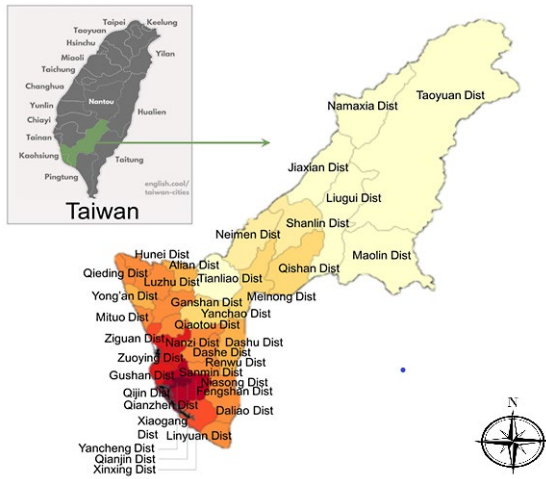 Taipei
Keelung
Taoyuan
Hsinchu
Yilan
Miaoli
Taichung
Changhua
Nantou
Yunlin
Hualien
Chiayi
Tainan
Kaohsiung
Taitung
Pingtung
english.cool/
taiwan-cities
Taiwan
Taoyuan Dist
Namaxia Dist
Jiaxian Dist
Liugui Dist
Shanlin Dist
Neimen Dist
Maolin Dist
Hunei Dist
Alian Dist
Qieding Dist
Qishan Dist
Luzhu Dist
Tianliao Dist
Yong'an Dist
Meinong Dist
Ganshan Dist
Mituo Dist
Yanchao Dist
Qiaotou Dist
Ziguan Dist
Nanzi Dist
Dashu Dist
Dashe Dist
Zuoying Dist
Renwu Dist
Gushan Dist
Sanmin Dist
Niasong Dist
Qijin Dist
Fengshan Dist
Qianzhen Dist
Daliao Dist
Xiaogang
Dist
Linyuan Dist
Yancheng Dist
Qianjin Dist
Xinxing Dist
N